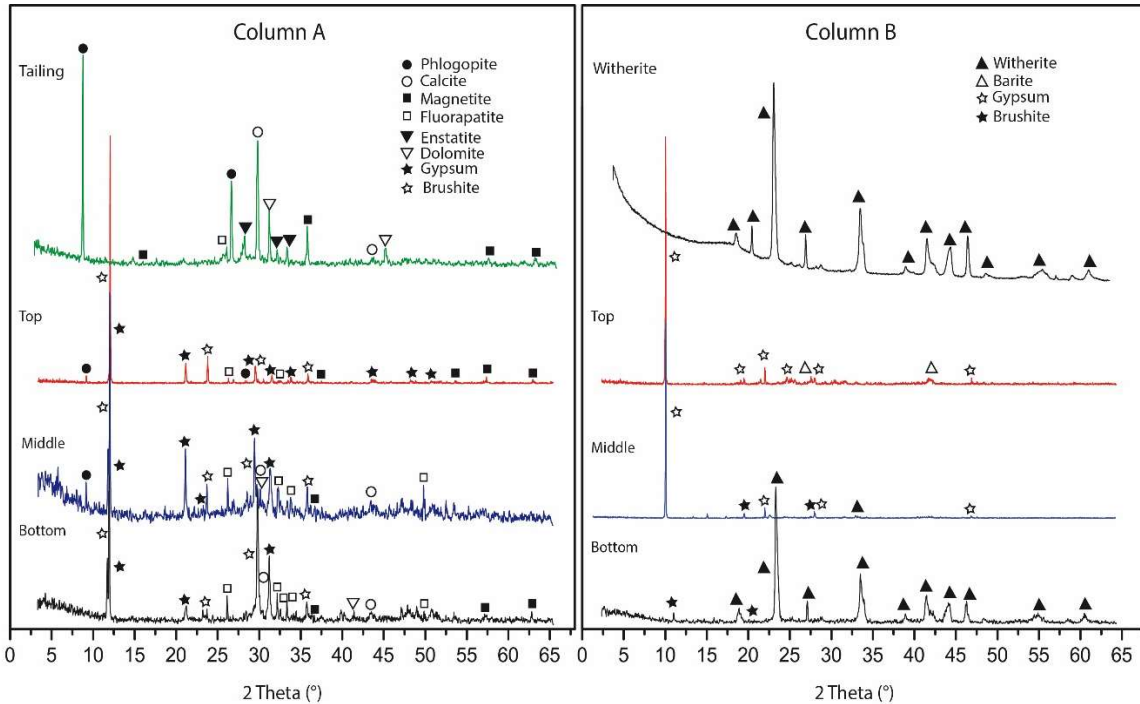 Column A
Tailing
● Phlogopite
○ Calcite
■ Magnetite
□ Fluorapatite
▼ Enstatite
▽ Dolomite
★ Gypsum
☆ Brushite
Top
Middle
Bottom
0 5 10 15 20 25 30 35 40 45 50 55 60 65
2 Theta (°)
Column B
Witherite
▲ Witherite
△ Barite
☆ Gypsum
★ Brushite
Top
Middle
Bottom
0 5 10 15 20 25 30 35 40 45 50 55 60 65
2 Theta (°)